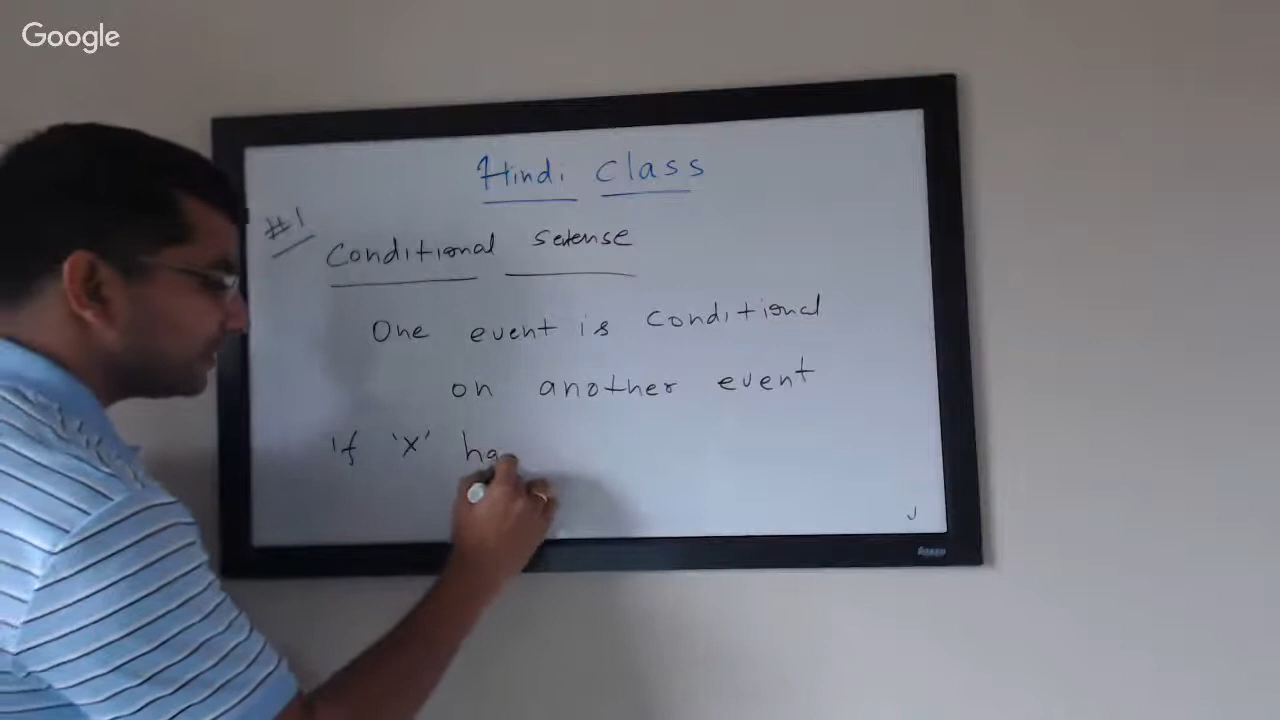 Google
Hindi Class
#1
Conditional setense
One event is conditional
on another event
if 'x' ha